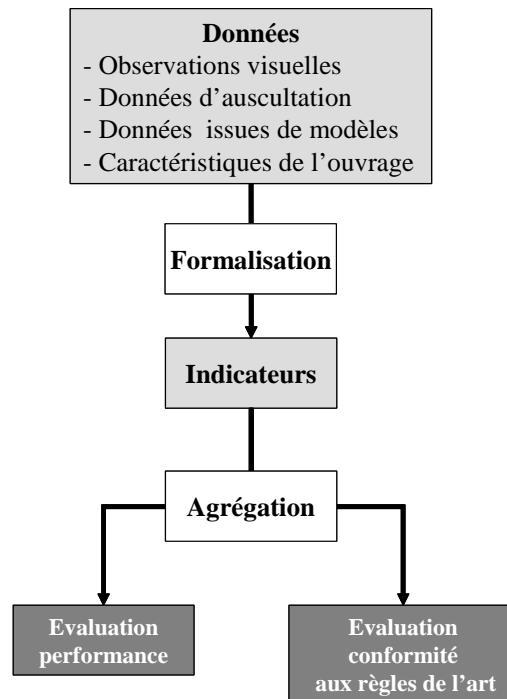 Données
- Observations visuelles
- Données d'auscultation
- Données issues de modèles
- Caractéristiques de l'ouvrage
Formalisation
Indicateurs
Agrégation
Evaluation
performance
Evaluation
conformité
aux règles de l'art